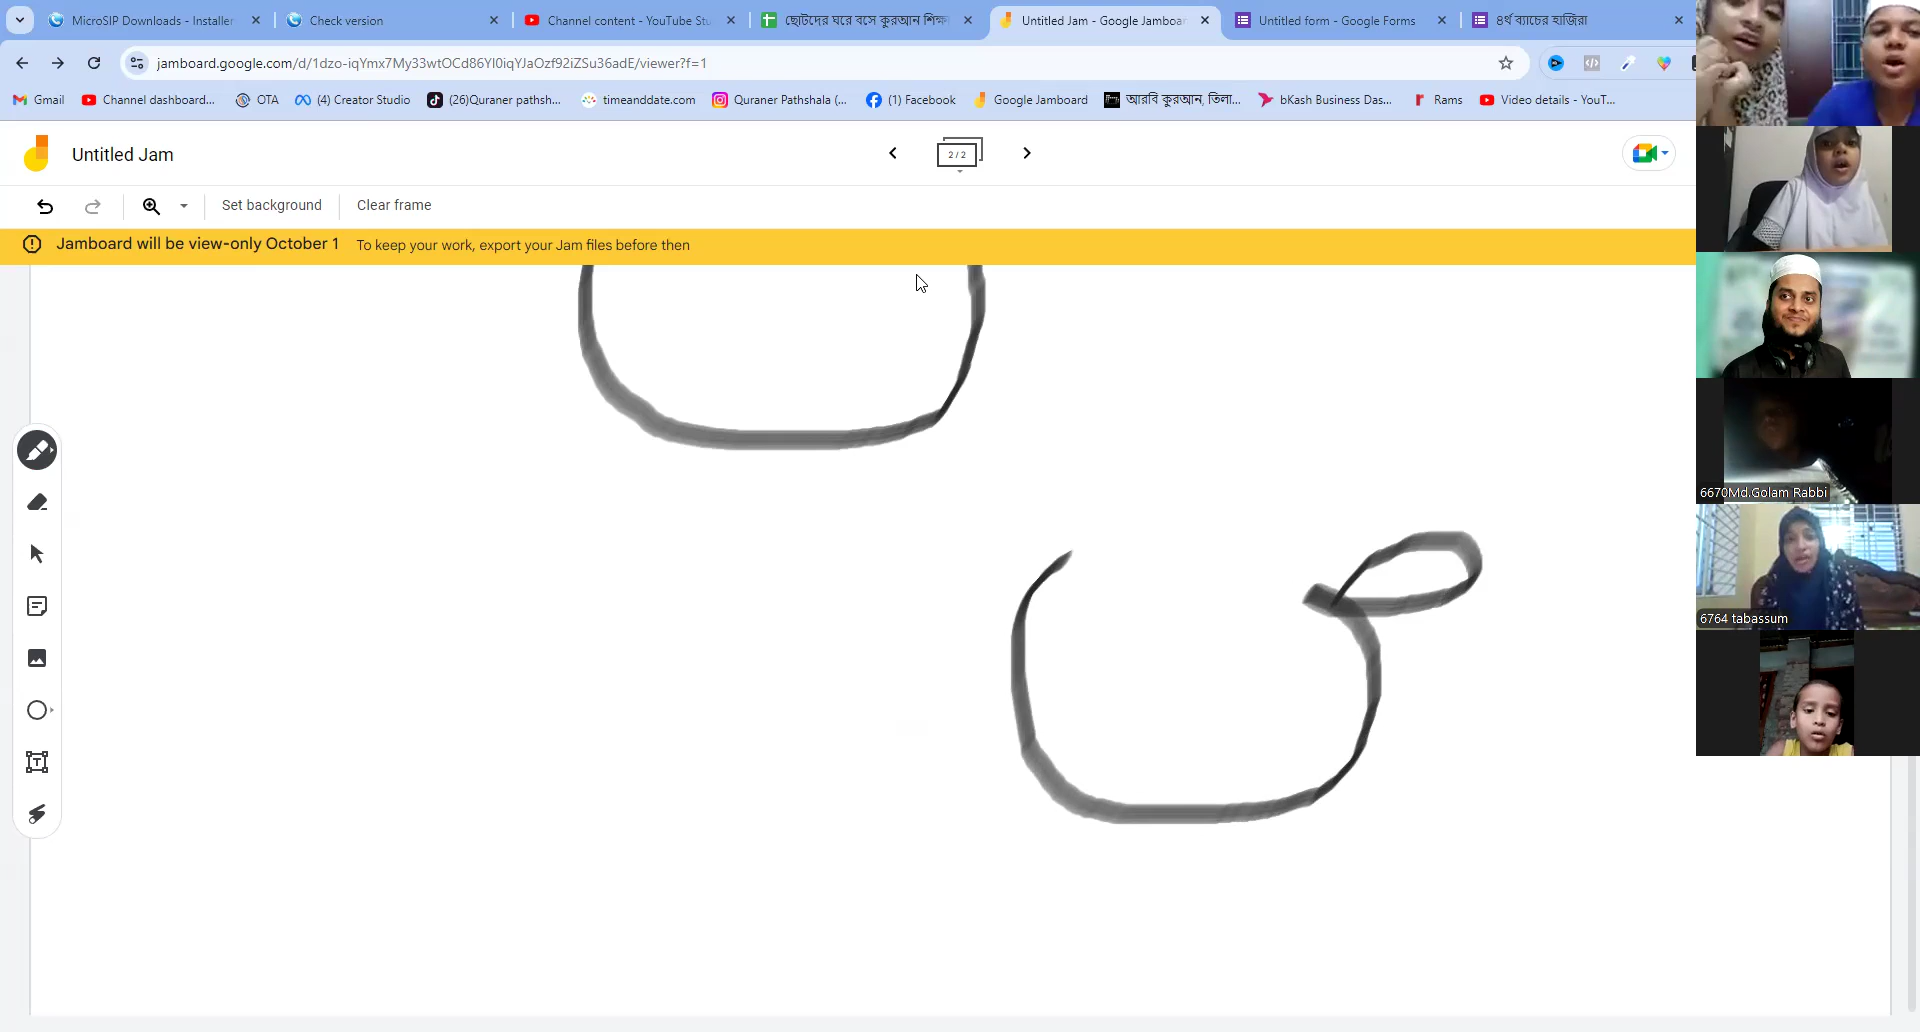 MicroSIP Downloads - Installer
Check version
Channel content - YouTube Stu
ছোটদের ঘরে বসে কুরআন শিক্ষ
Untitled Jam - Google Jamboar
Untitled form - Google Forms
৪র্থ ব্যাচের হাজিরা
jamboard.google.com/d/1dzo-iqYmx7My33wtOCd86Yl0iqYJaOzf92iZSu36adE/viewer?f=1
Gmail
Channel dashboard...
OTA
(4) Creator Studio
(26)Quraner pathsh...
timeanddate.com
Quraner Pathshala (...
(1) Facebook
Google Jamboard
আরবি কুরআন, তিলা...
bKash Business Das...
Rams
Video details - YouT...
Untitled Jam
2 / 2
Set background
Clear frame
Jamboard will be view-only October 1 To keep your work, export your Jam files before then
6670Md.Golam Rabbi
6764 tabassum